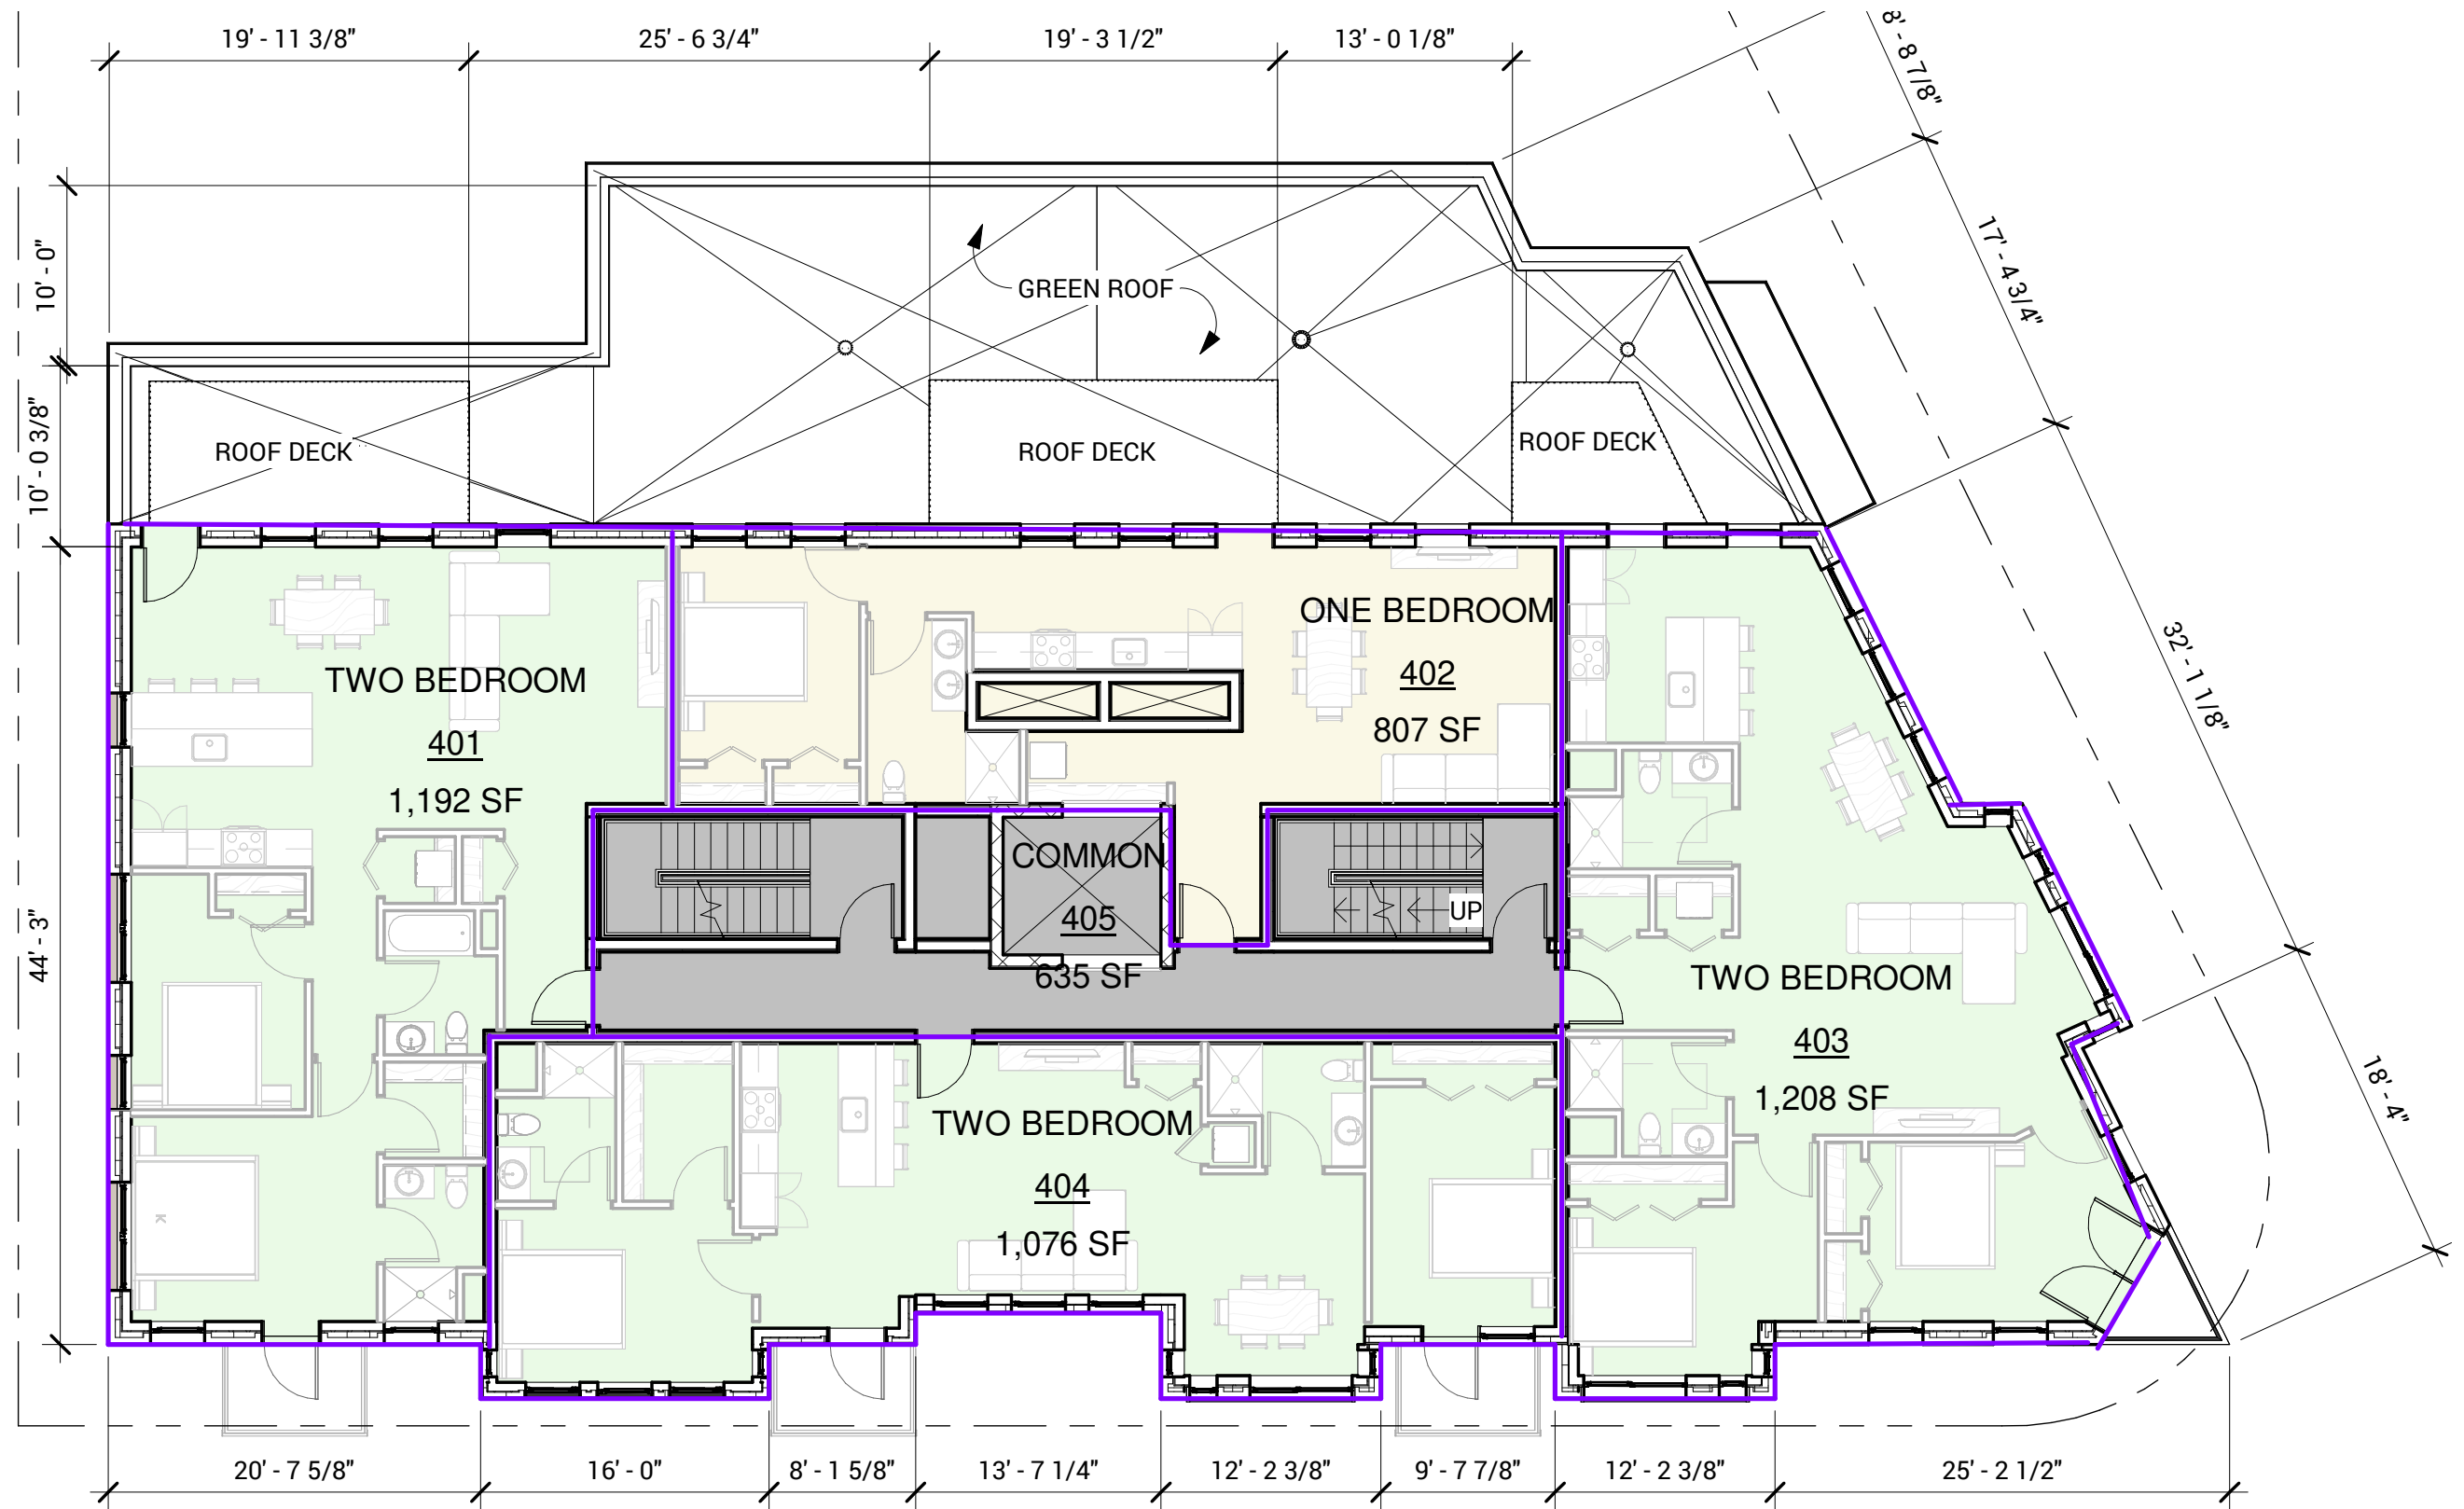 19' - 11 3/8"
25' - 6 3/4"
19' - 3 1/2"
13' - 0 1/8"
8' - 8 7/8"
17' - 4 3/4"
32' - 1 1/8"
18' - 4"
10' - 0"
10' - 0 3/8"
44' - 3"
GREEN ROOF
ROOF DECK
ROOF DECK
ROOF DECK
TWO BEDROOM
401
1,192 SF
ONE BEDROOM
402
807 SF
COMMON
405
635 SF
UP
TWO BEDROOM
403
1,208 SF
TWO BEDROOM
404
1,076 SF
K
20' - 7 5/8"
16' - 0"
8' - 1 5/8"
13' - 7 1/4"
12' - 2 3/8"
9' - 7 7/8"
12' - 2 3/8"
25' - 2 1/2"